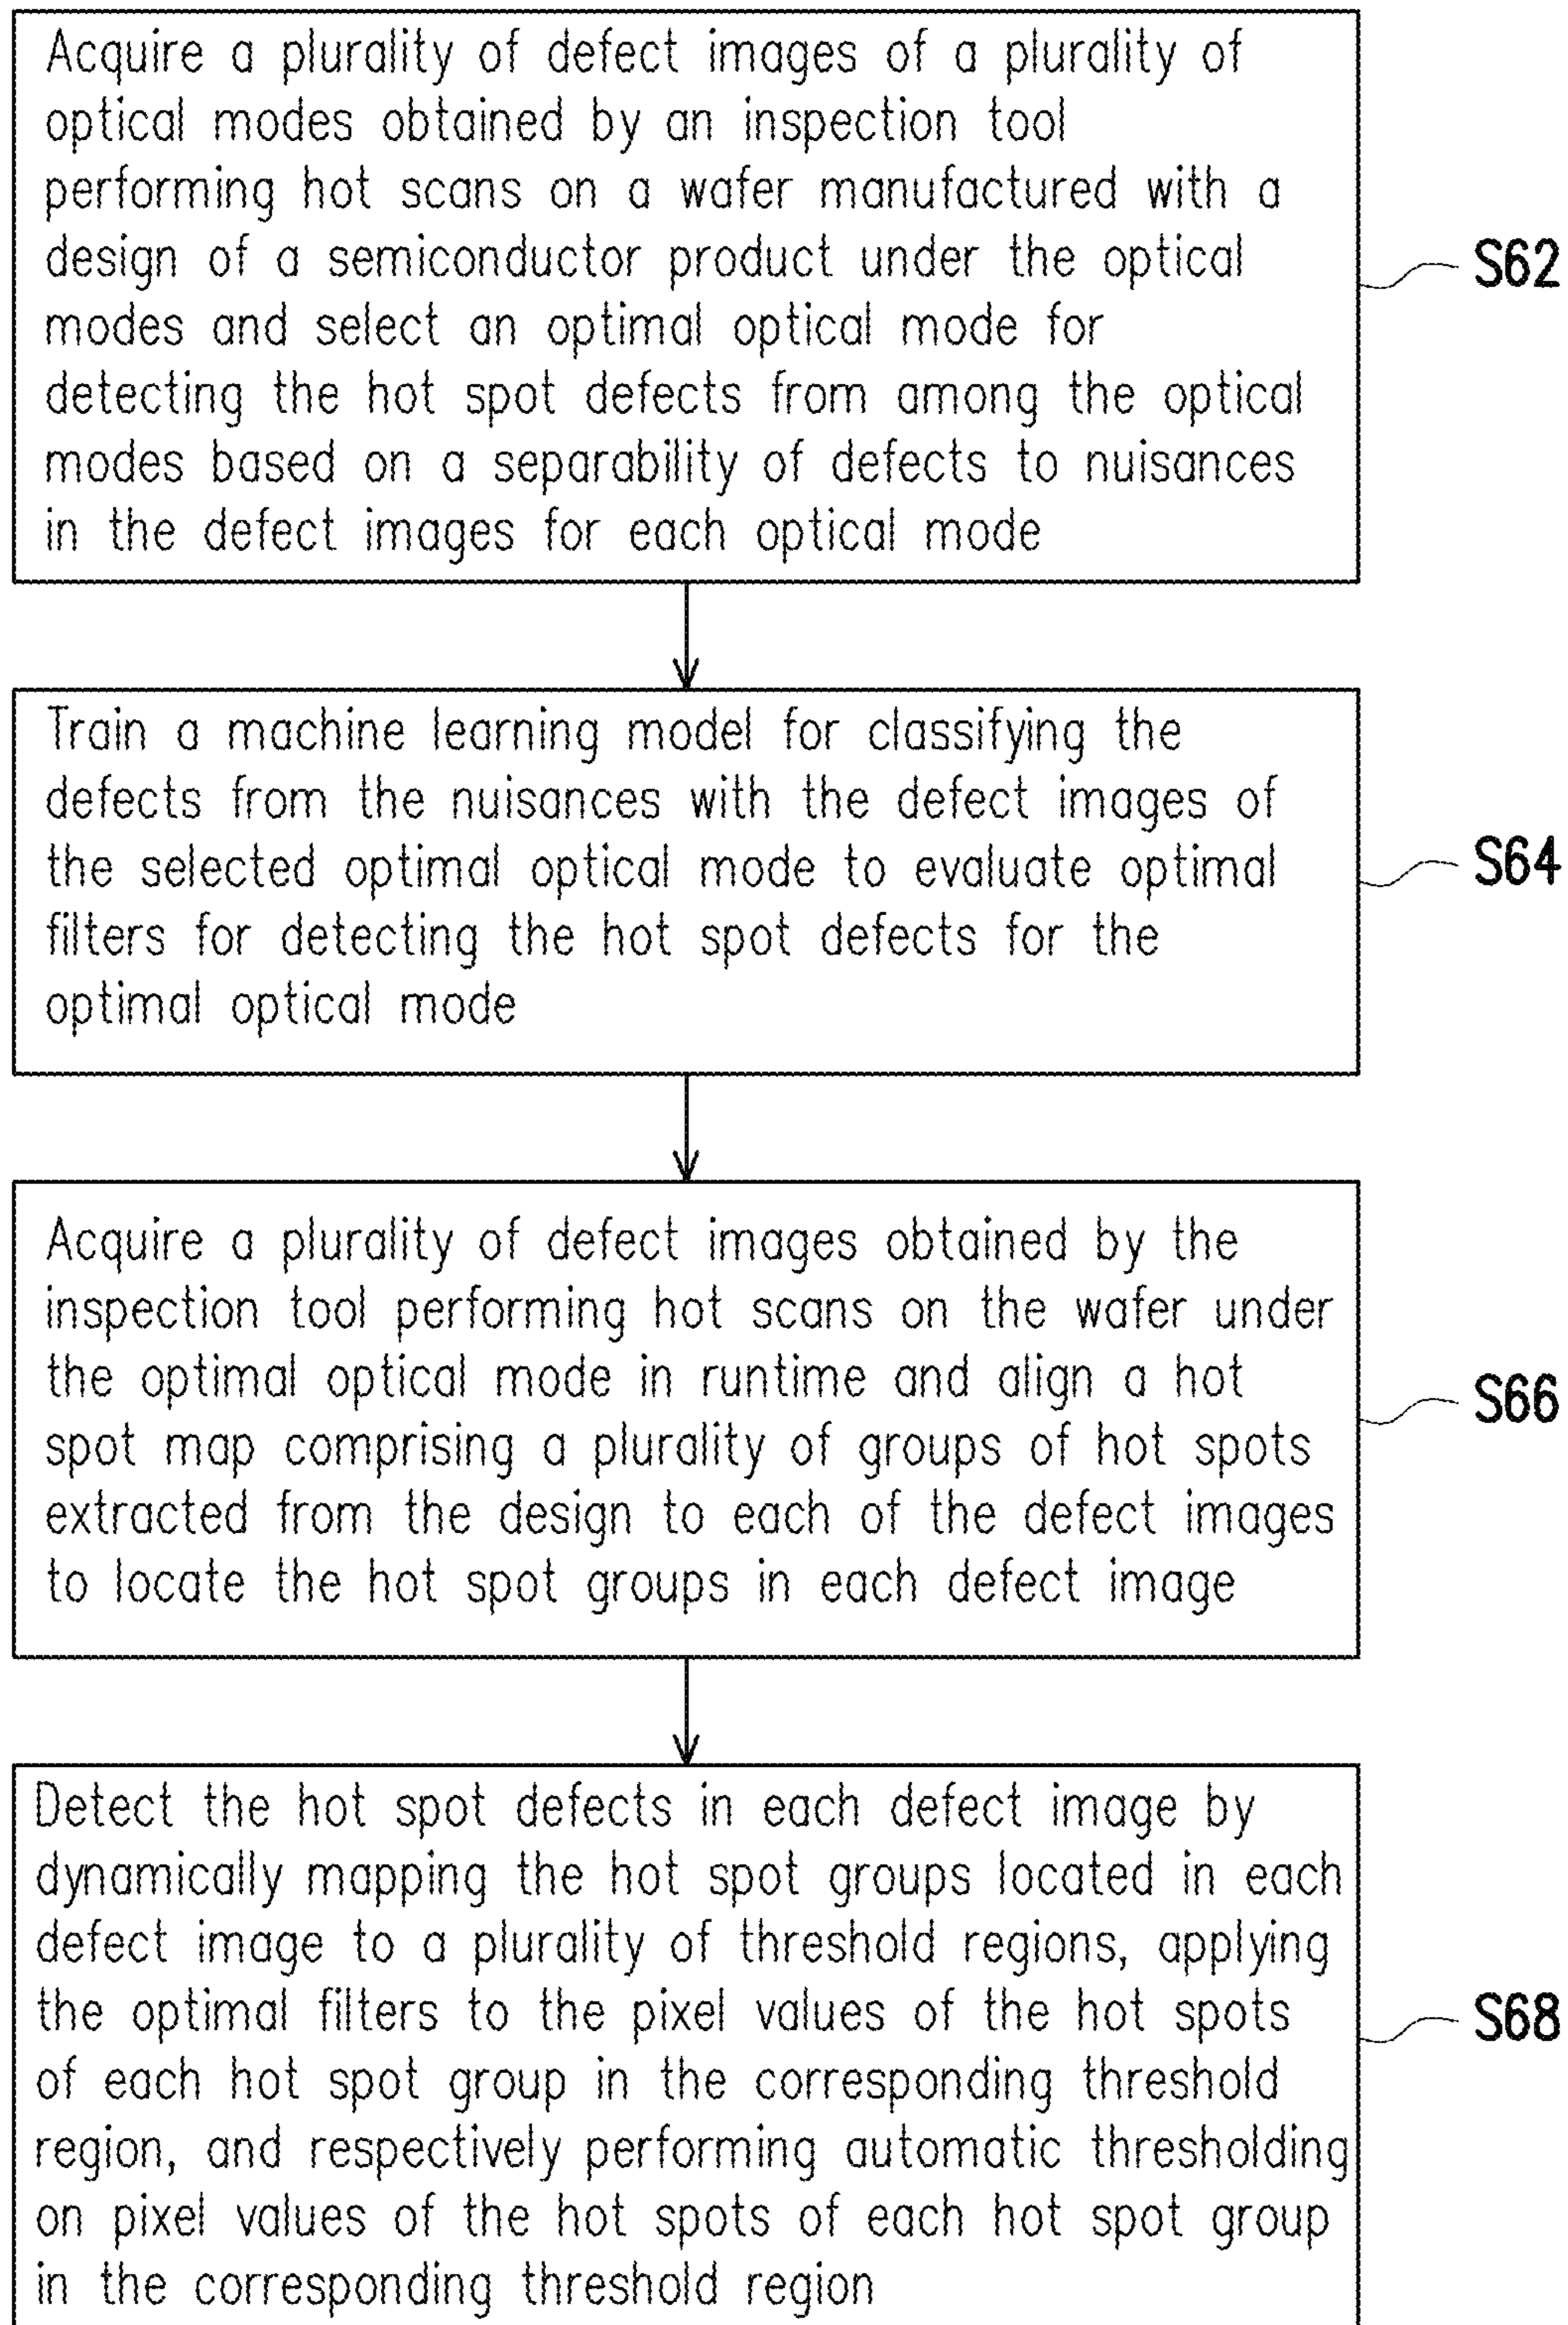 Acquire a plurality of defect images of a plurality of
optical modes obtained by an inspection tool
performing hot scans on a wafer manufactured with a
design of a semiconductor product under the optical
modes and select an optimal optical mode for
detecting the hot spot defects from among the optical
modes based on a separability of defects to nuisances
in the defect images for each optical mode
S62
Train a machine learning model for classifying the
defects from the nuisances with the defect images of
the selected optimal optical mode to evaluate optimal
filters for detecting the hot spot defects for the
optimal optical mode
S64
Acquire a plurality of defect images obtained by the
inspection tool performing hot scans on the wafer under
the optimal optical mode in runtime and align a hot
spot map comprising a plurality of groups of hot spots
extracted from the design to each of the defect images
to locate the hot spot groups in each defect image
S66
Detect the hot spot defects in each defect image by
dynamically mapping the hot spot groups located in each
defect image to a plurality of threshold regions, applying
the optimal filters to the pixel values of the hot spots
of each hot spot group in the corresponding threshold
region, and respectively performing automatic thresholding
on pixel values of the hot spots of each hot spot group
in the corresponding threshold region
S68